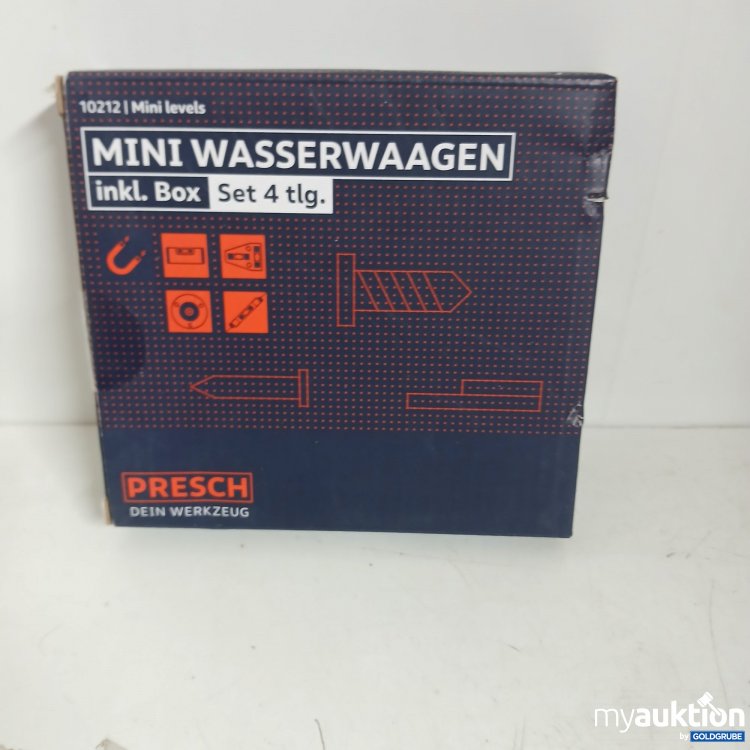 10212 | Mini levels
MINI WASSERWAAGEN
inkl. Box Set 4 tlg.
PRESCH
DEIN WERKZEUG
myauktion
by GOLDGRUBE